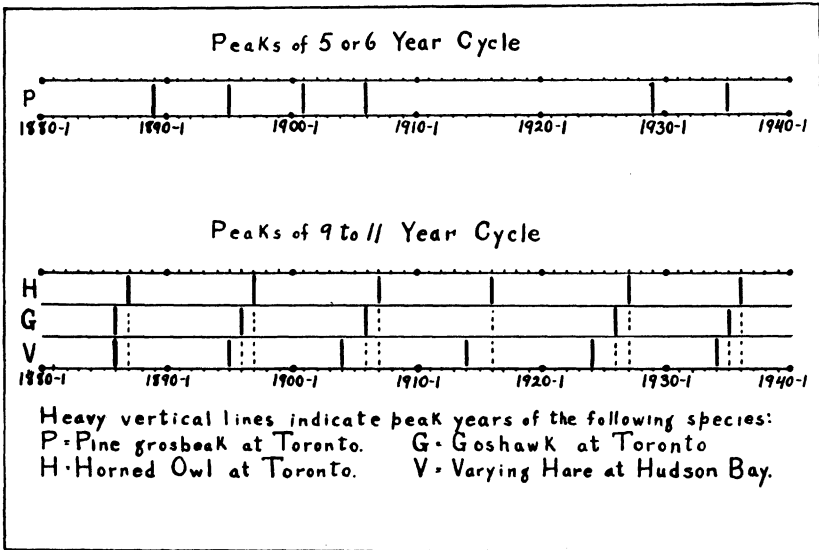 Peaks of 5 or 6 Year Cycle
P
1880-1 1890-1 1900-1 1910-1 1920-1 1930-1 1940-1
Peaks of 9 to 11 Year Cycle
H
G
V
1880-1 1890-1 1900-1 1910-1 1920-1 1930-1 1940-1
Heavy vertical lines indicate peak years of the following species:
P=Pine grosbeak at Toronto. G=Goshawk at Toronto
H=Horned Owl at Toronto. V=Varying Hare at Hudson Bay.